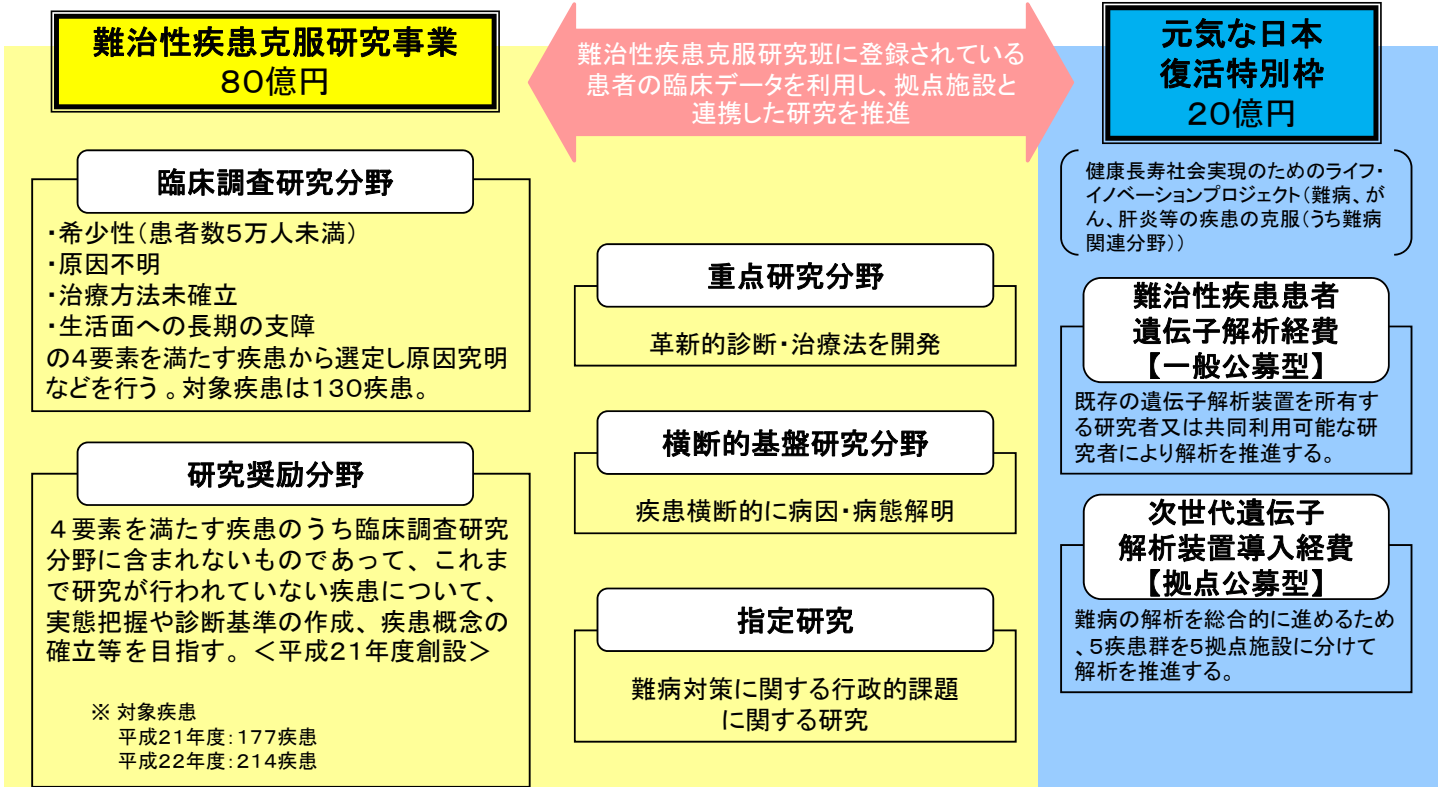 難治性疾患克服研究事業
80億円
難治性疾患克服研究班に登録されている
患者の臨床データを利用し、拠点施設と
連携した研究を推進
元気な日本
復活特別枠
20億円
臨床調査研究分野
・希少性（患者数5万人未満）
・原因不明
・治療方法未確立
・生活面への長期の支障
の4要素を満たす疾患から選定し原因究明
などを行う。対象疾患は130疾患。
研究奨励分野
4要素を満たす疾患のうち臨床調査研究
分野に含まれないものであって、これま
で研究が行われていない疾患について、
実態把握や診断基準の作成、疾患概念の
確立等を目指す。＜平成21年度創設＞
※ 対象疾患
平成21年度：177疾患
平成22年度：214疾患
重点研究分野
革新的診断・治療法を開発
横断的基盤研究分野
疾患横断的に病因・病態解明
指定研究
難病対策に関する行政的課題
に関する研究
健康長寿社会実現のためのライフ・
イノベーションプロジェクト（難病、が
ん、肝炎等の疾患の克服（うち難病
関連分野））
難治性疾患患者
遺伝子解析経費
【一般公募型】
既存の遺伝子解析装置を所有す
る研究者又は共同利用可能な研
究者により解析を推進する。
次世代遺伝子
解析装置導入経費
【拠点公募型】
難病の解析を総合的に進めるため
、5疾患群を5拠点施設に分けて
解析を推進する。